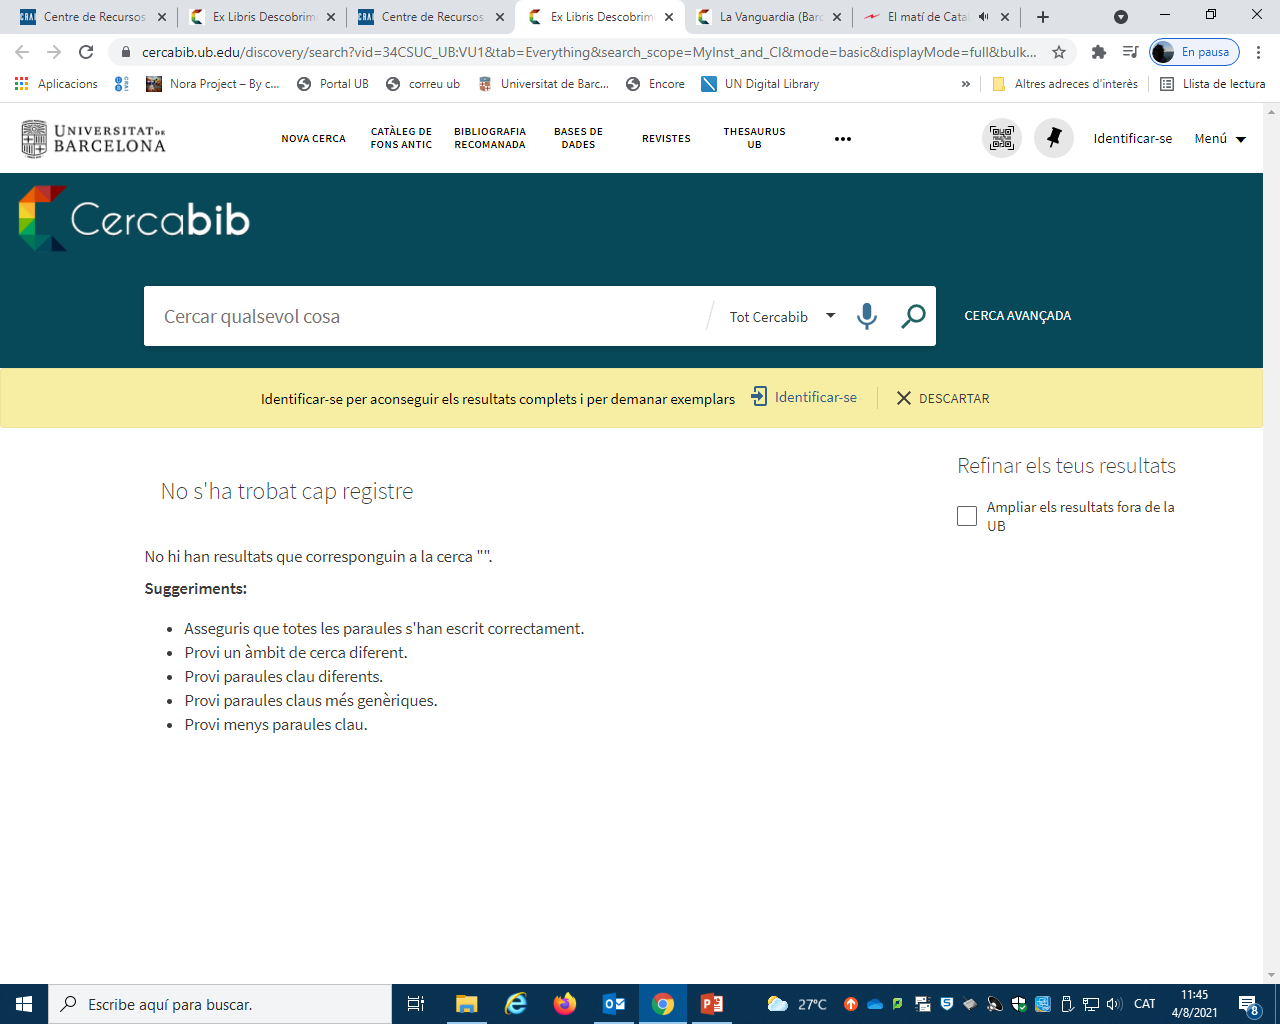 Centre de Recursos
Ex Libris Descobrim
Centre de Recursos
Ex Libris Descobrim
La Vanguardia (Barc
El matí de Catal
cercabib.ub.edu/discovery/search?vid=34CSUC_UB:VU1&tab=Everything&search_scope=MyInst_and_CI&mode=basic&displayMode=full&bulk...
En pausa
Aplicacions
Nora Project – By c...
Portal UB
correu ub
Universitat de Barc...
Encore
UN Digital Library
»
Altres adreces d'interès
Llista de lectura
UNIVERSITAT DE
BARCELONA
NOVA CERCA
CATÀLEG DE
FONS ANTIC
BIBLIOGRAFIA
RECOMANADA
BASES DE
DADES
REVISTES
THESAURUS
UB
Identificar-se
Menú
Cercabib
Cercar qualsevol cosa
Tot Cercabib
CERCA AVANÇADA
Identificar-se per aconseguir els resultats complets i per demanar exemplars
Identificar-se
DESCARTAR
No s'ha trobat cap registre
Refinar els teus resultats
Ampliar els resultats fora de la
UB
No hi han resultats que corresponguin a la cerca "".
Suggeriments:
Asseguris que totes les paraules s'han escrit correctament.
Provi un àmbit de cerca diferent.
Provi paraules clau diferents.
Provi paraules claus més genèriques.
Provi menys paraules clau.
Escribe aquí para buscar.
27°C
CAT
11:45
4/8/2021
8